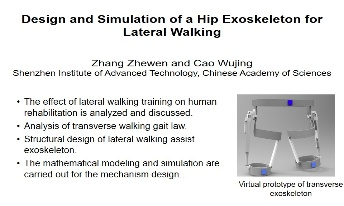 Design and Simulation of a Hip Exoskeleton for
Lateral Walking
Zhang Zhewen and Cao Wujing
Shenzhen Institute of Advanced Technology, Chinese Academy of Sciences
• The effect of lateral walking training on human
rehabilitation is analyzed and discussed.
• Analysis of transverse walking gait law.
• Structural design of lateral walking assist
exoskeleton.
• The mathematical modeling and simulation are
carried out for the mechanism design
Virtual prototype of transverse
exoskeleton